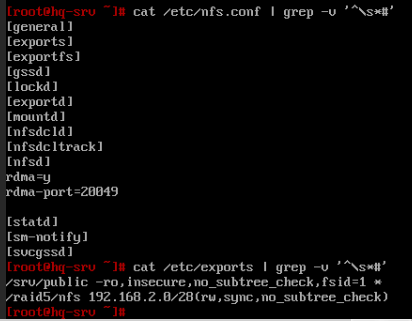 [root@hq-srv ~]# cat /etc/nfs.conf | grep -v '^\s*#'
[general]
[exports]
[exportfs]
[gssd]
[lockd]
[exportd]
[mountd]
[nfsdcld]
[nfsdcltrack]
[nfsd]
rdma=y
rdma-port=20049
[statd]
[sm-notify]
[svcgssd]
[root@hq-srv ~]# cat /etc/exports | grep -v '^\s*#'
/srv/public -ro,insecure,no_subtree_check,fsid=1 *
/raid5/nfs 192.168.2.0/28(rw,sync,no_subtree_check)
[root@hq-srv ~]#